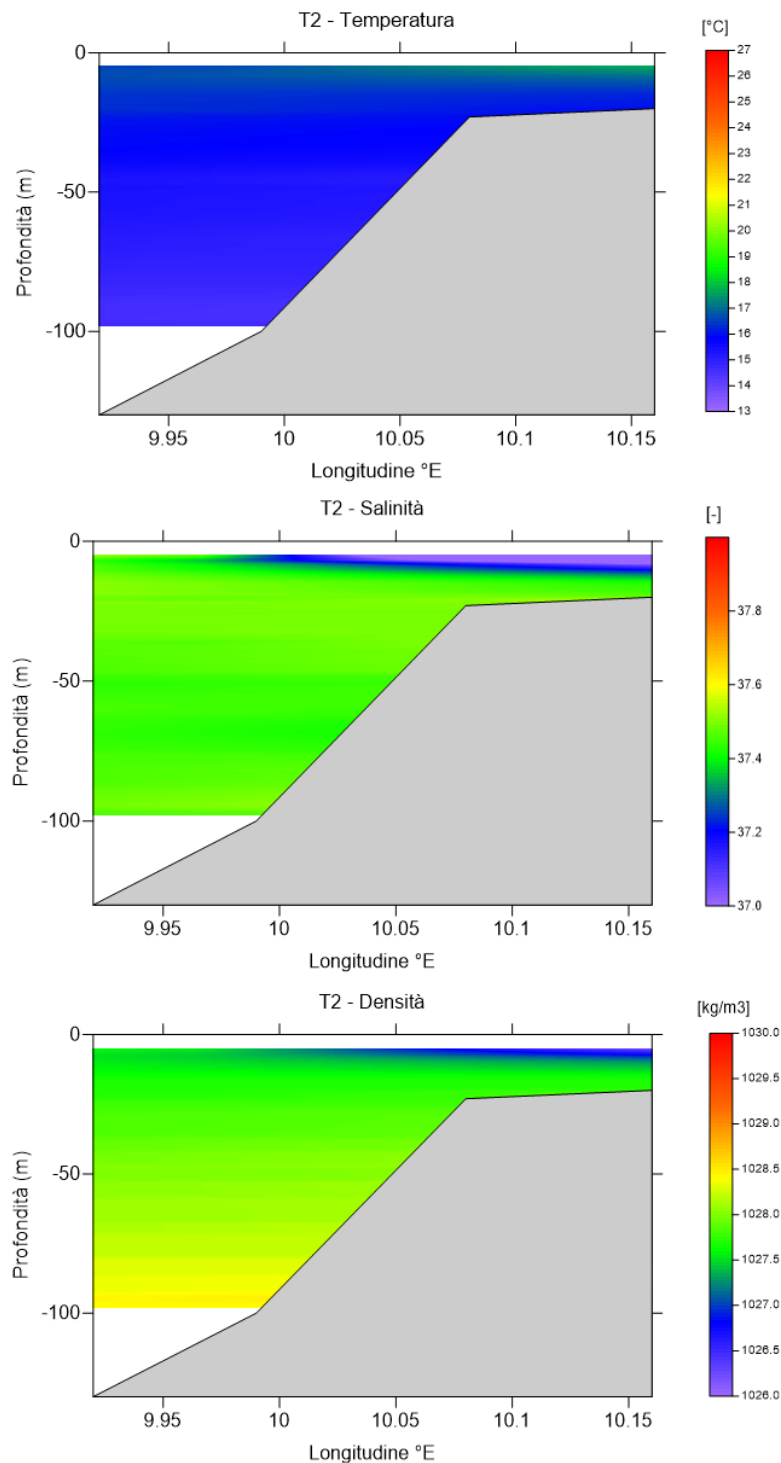 T2 - Temperatura
[°C]
0
-50
-100
Profondità (m)
9.95 10 10.05 10.1 10.15
Longitudine °E
27
26
25
24
23
22
21
20
19
18
17
16
15
14
13
T2 - Salinità
[-]
0
-50
-100
Profondità (m)
9.95 10 10.05 10.1 10.15
Longitudine °E
37.8
37.6
37.4
37.2
37.0
T2 - Densità
[kg/m3]
0
-50
-100
Profondità (m)
9.95 10 10.05 10.1 10.15
Longitudine °E
1030.0
1029.5
1029.0
1028.5
1028.0
1027.5
1027.0
1026.5
1026.0